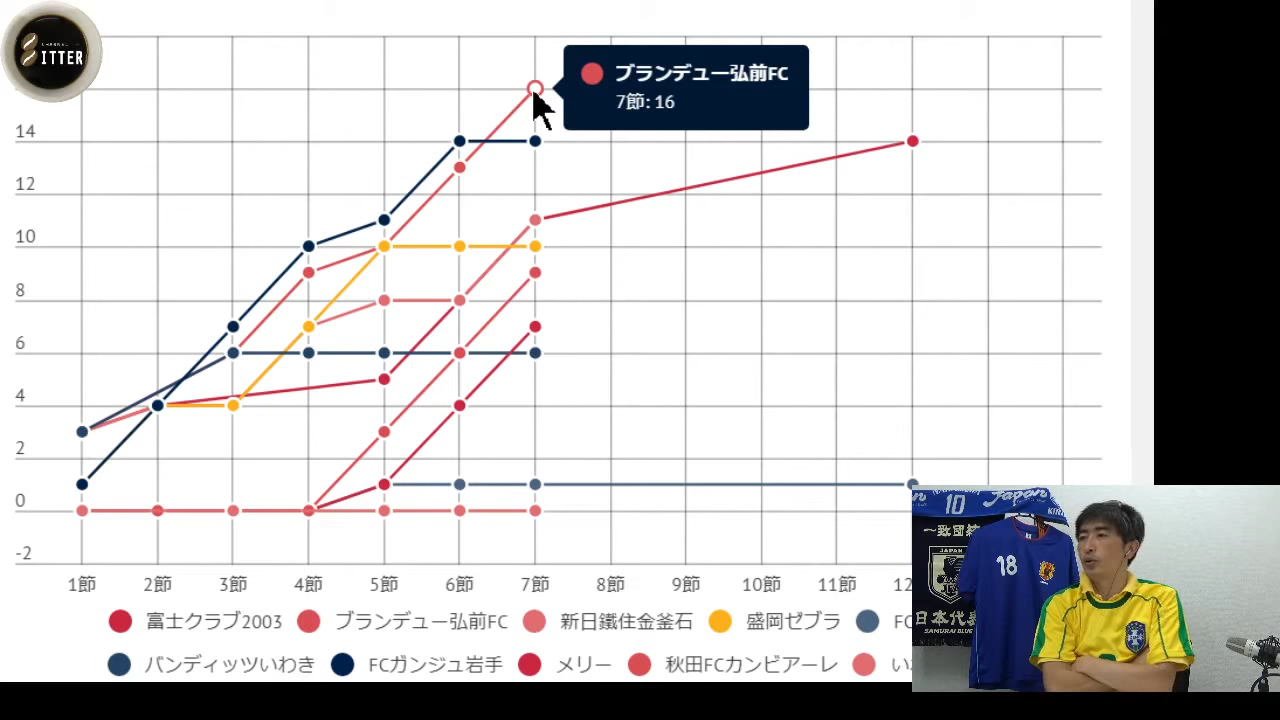 CHANNEL
ITTER
ブランデュー弘前FC
7節: 16
14
12
10
8
6
4
2
0
-2
1節 2節 3節 4節 5節 6節 7節 8節 9節 10節 11節 12
富士クラブ2003 ブランデュー弘前FC 新日鐵住金釜石 盛岡ゼブラ FC
バンディッツいわき FCガンジュ岩手 メリー 秋田FCカンビアーレ い
10 Japan
JAPAN
18
日本代表
SAMURAI BLUE